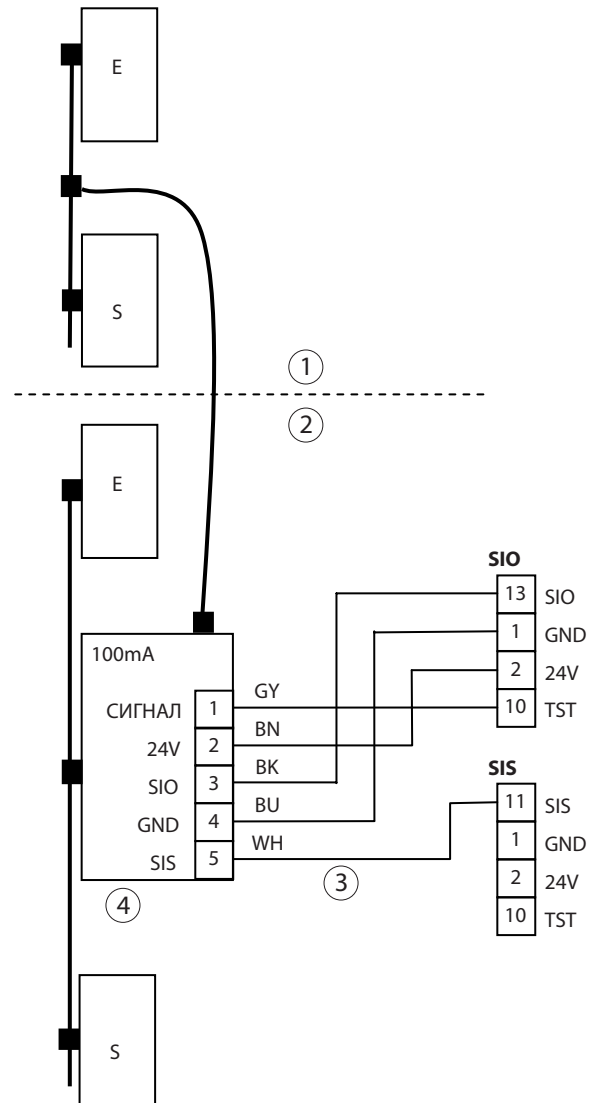 E
S
①
②
E
SIO
13 SIO
1 GND
2 24V
10 TST
100mA
СИГНАЛ 1 GY
24V 2 BN
SIO 3 BK
GND 4 BU
SIS 5 WH
SIS
11 SIS
1 GND
2 24V
10 TST
③
④
S